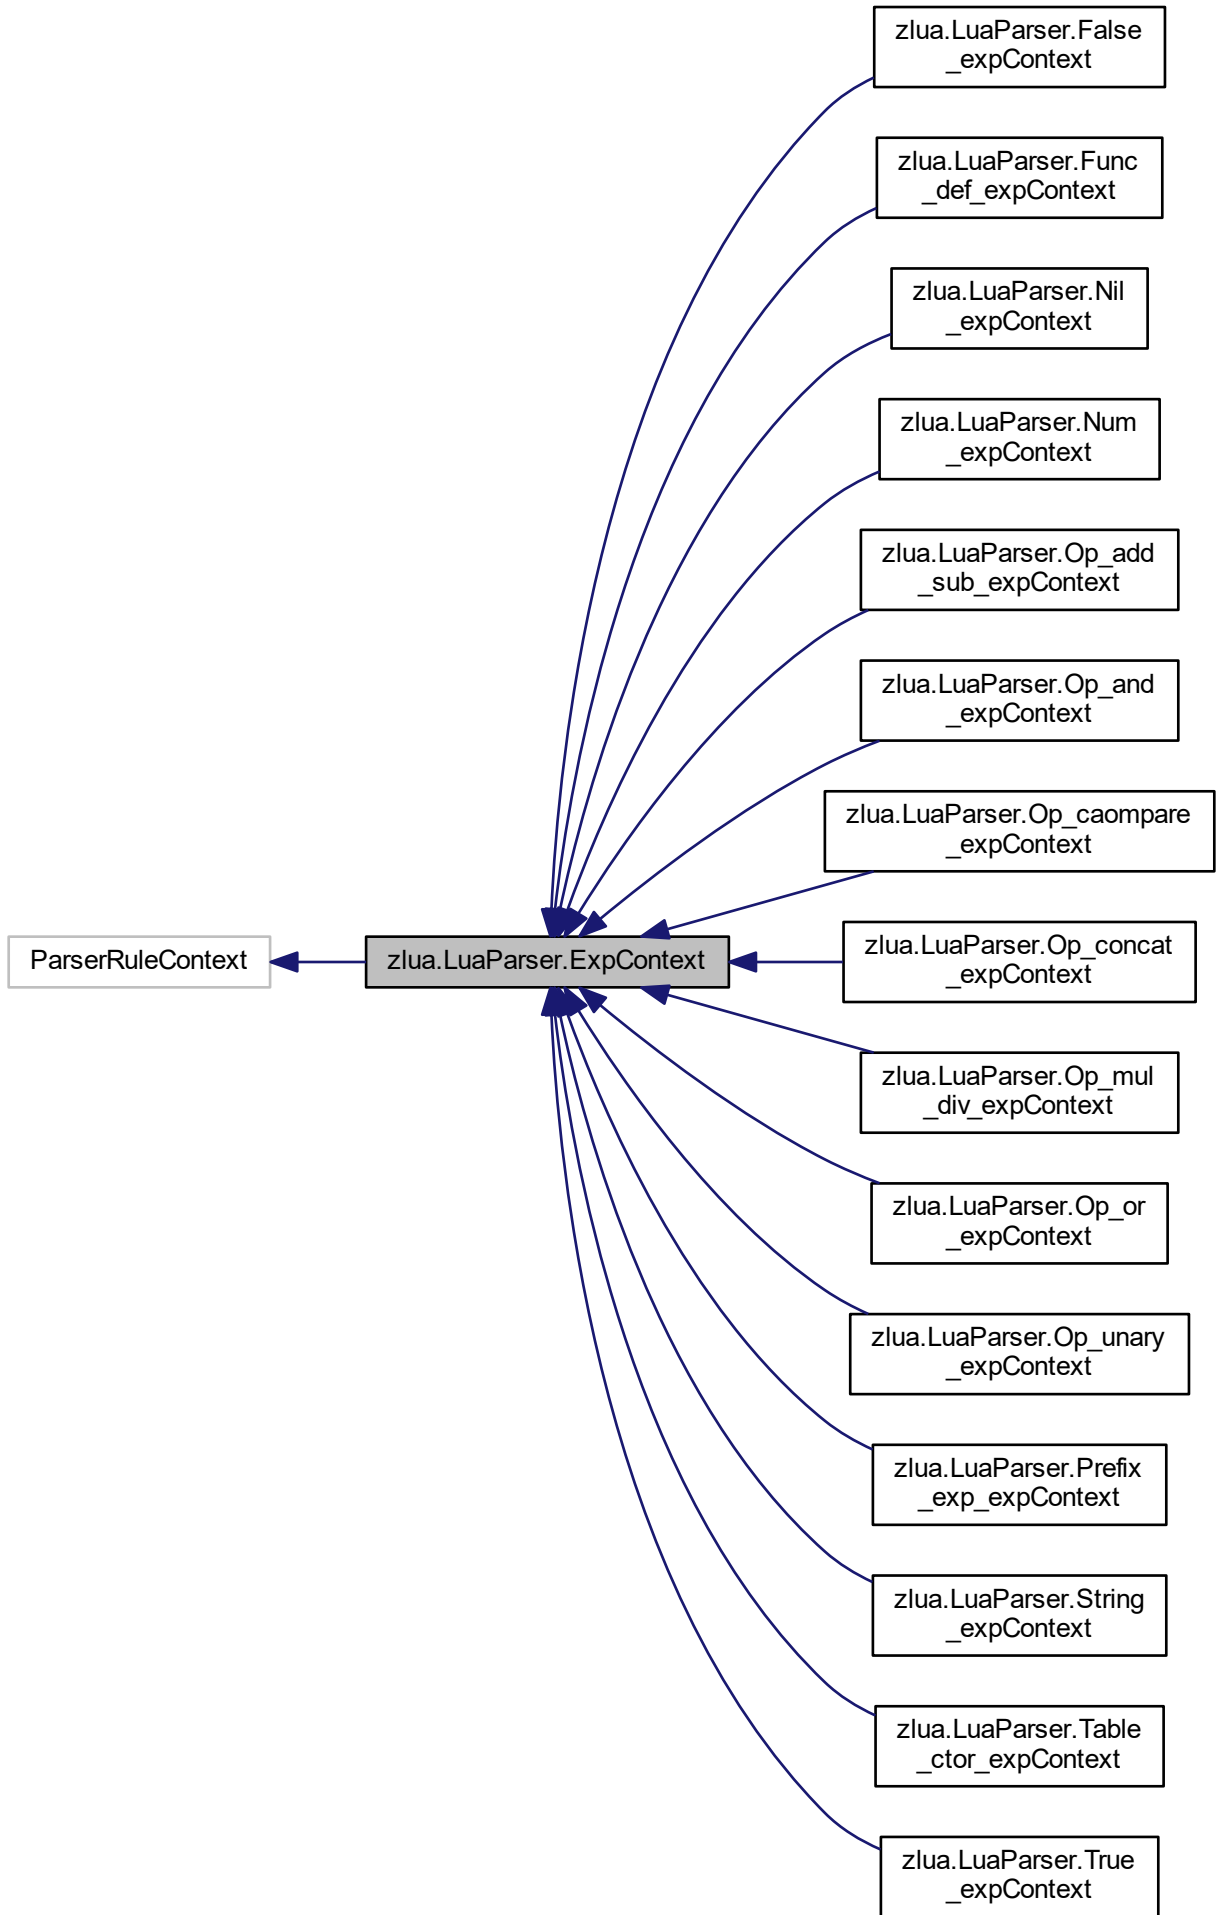 zlua.LuaParser.False
_expContext
zlua.LuaParser.Func
_def_expContext
zlua.LuaParser.Nil
_expContext
zlua.LuaParser.Num
_expContext
zlua.LuaParser.Op_add
_sub_expContext
zlua.LuaParser.Op_and
_expContext
zlua.LuaParser.Op_caompare
_expContext
ParserRuleContext
zlua.LuaParser.ExpContext
zlua.LuaParser.Op_concat
_expContext
zlua.LuaParser.Op_mul
_div_expContext
zlua.LuaParser.Op_or
_expContext
zlua.LuaParser.Op_unary
_expContext
zlua.LuaParser.Prefix
_exp_expContext
zlua.LuaParser.String
_expContext
zlua.LuaParser.Table
_ctor_expContext
zlua.LuaParser.True
_expContext